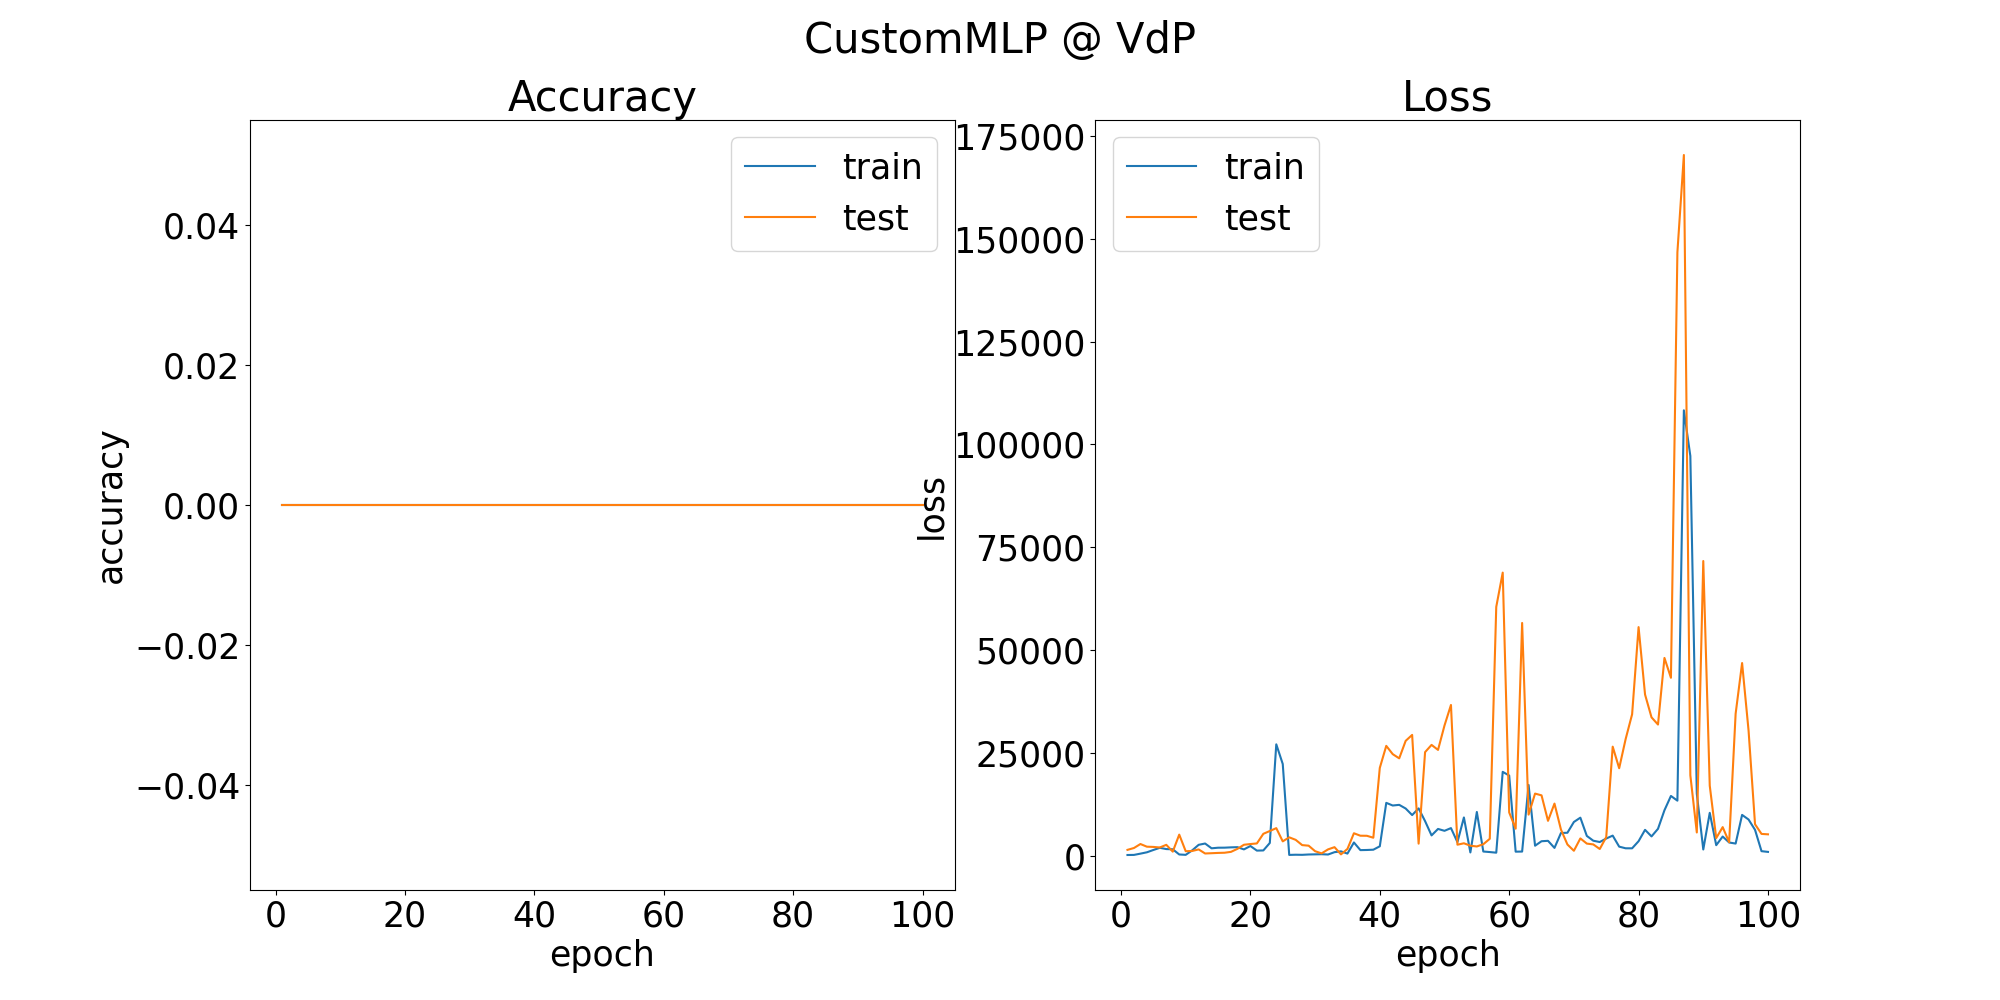 CustomMLP @ VdP
Accuracy
train
test
0.04
0.02
0.00
−0.02
−0.04
accuracy
0 20 40 60 80 100
epoch
Loss
train
test
175000
150000
125000
100000
75000
50000
25000
0
loss
0 20 40 60 80 100
epoch